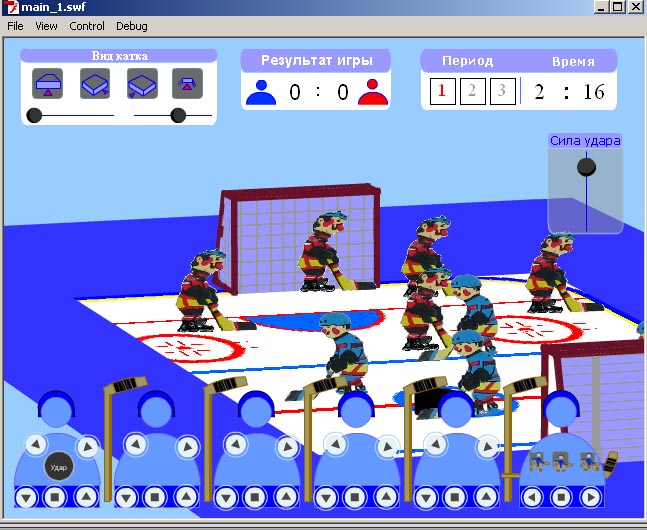 main_1.swf
File View Control Debug
Вид катка
Результат игры
0 : 0
Период Время
1 2 3 2 : 16
Сила удара
Удар